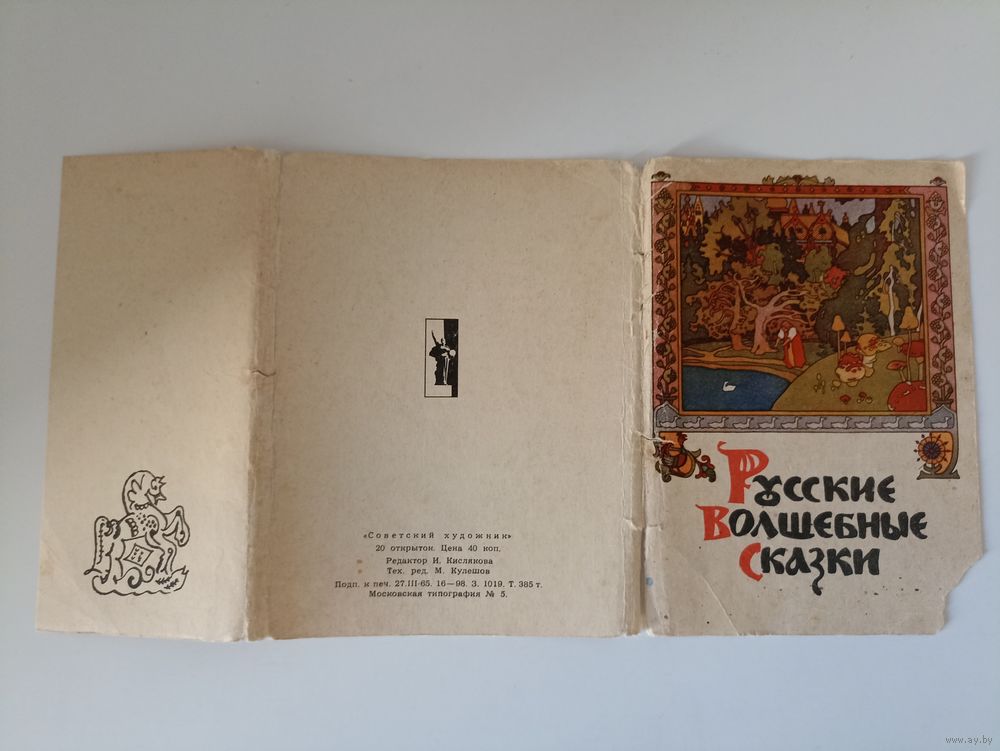 «Советский художник»
20 открыток. Цена 40 коп.
Редактор И. Кислякова
Тех. ред. М. Кулешов
Подп. к печ. 27.III-65. 16—98. З. 1019. Т. 385 т.
Московская типография № 5.
Русские
Волшебные
Сказки
www.ay.by